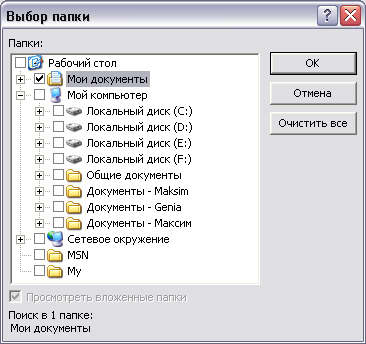 Выбор папки
Папки:
Рабочий стол
Мои документы
Мой компьютер
Локальный диск (C:)
Локальный диск (D:)
Локальный диск (E:)
Локальный диск (F:)
Общие документы
Документы - Maksim
Документы - Genia
Документы - Максим
Сетевое окружение
MSN
My
OK
Отмена
Очистить все
Просмотреть вложенные папки
Поиск в 1 папке:
Мои документы